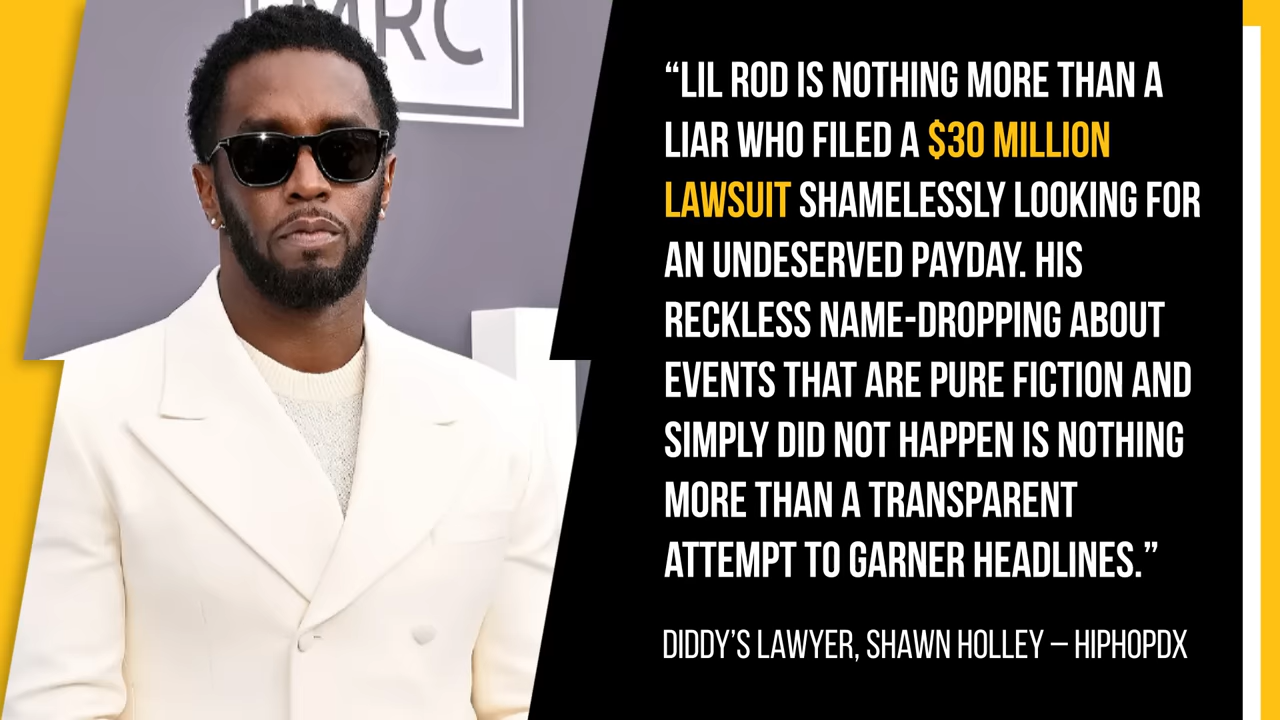 MRC
“LIL ROD IS NOTHING MORE THAN A
LIAR WHO FILED A $30 MILLION
LAWSUIT SHAMELESSLY LOOKING FOR
AN UNDESERVED PAYDAY. HIS
RECKLESS NAME-DROPPING ABOUT
EVENTS THAT ARE PURE FICTION AND
SIMPLY DID NOT HAPPEN IS NOTHING
MORE THAN A TRANSPARENT
ATTEMPT TO GARNER HEADLINES.”
DIDDY’S LAWYER, SHAWN HOLLEY – HIPHOPDX